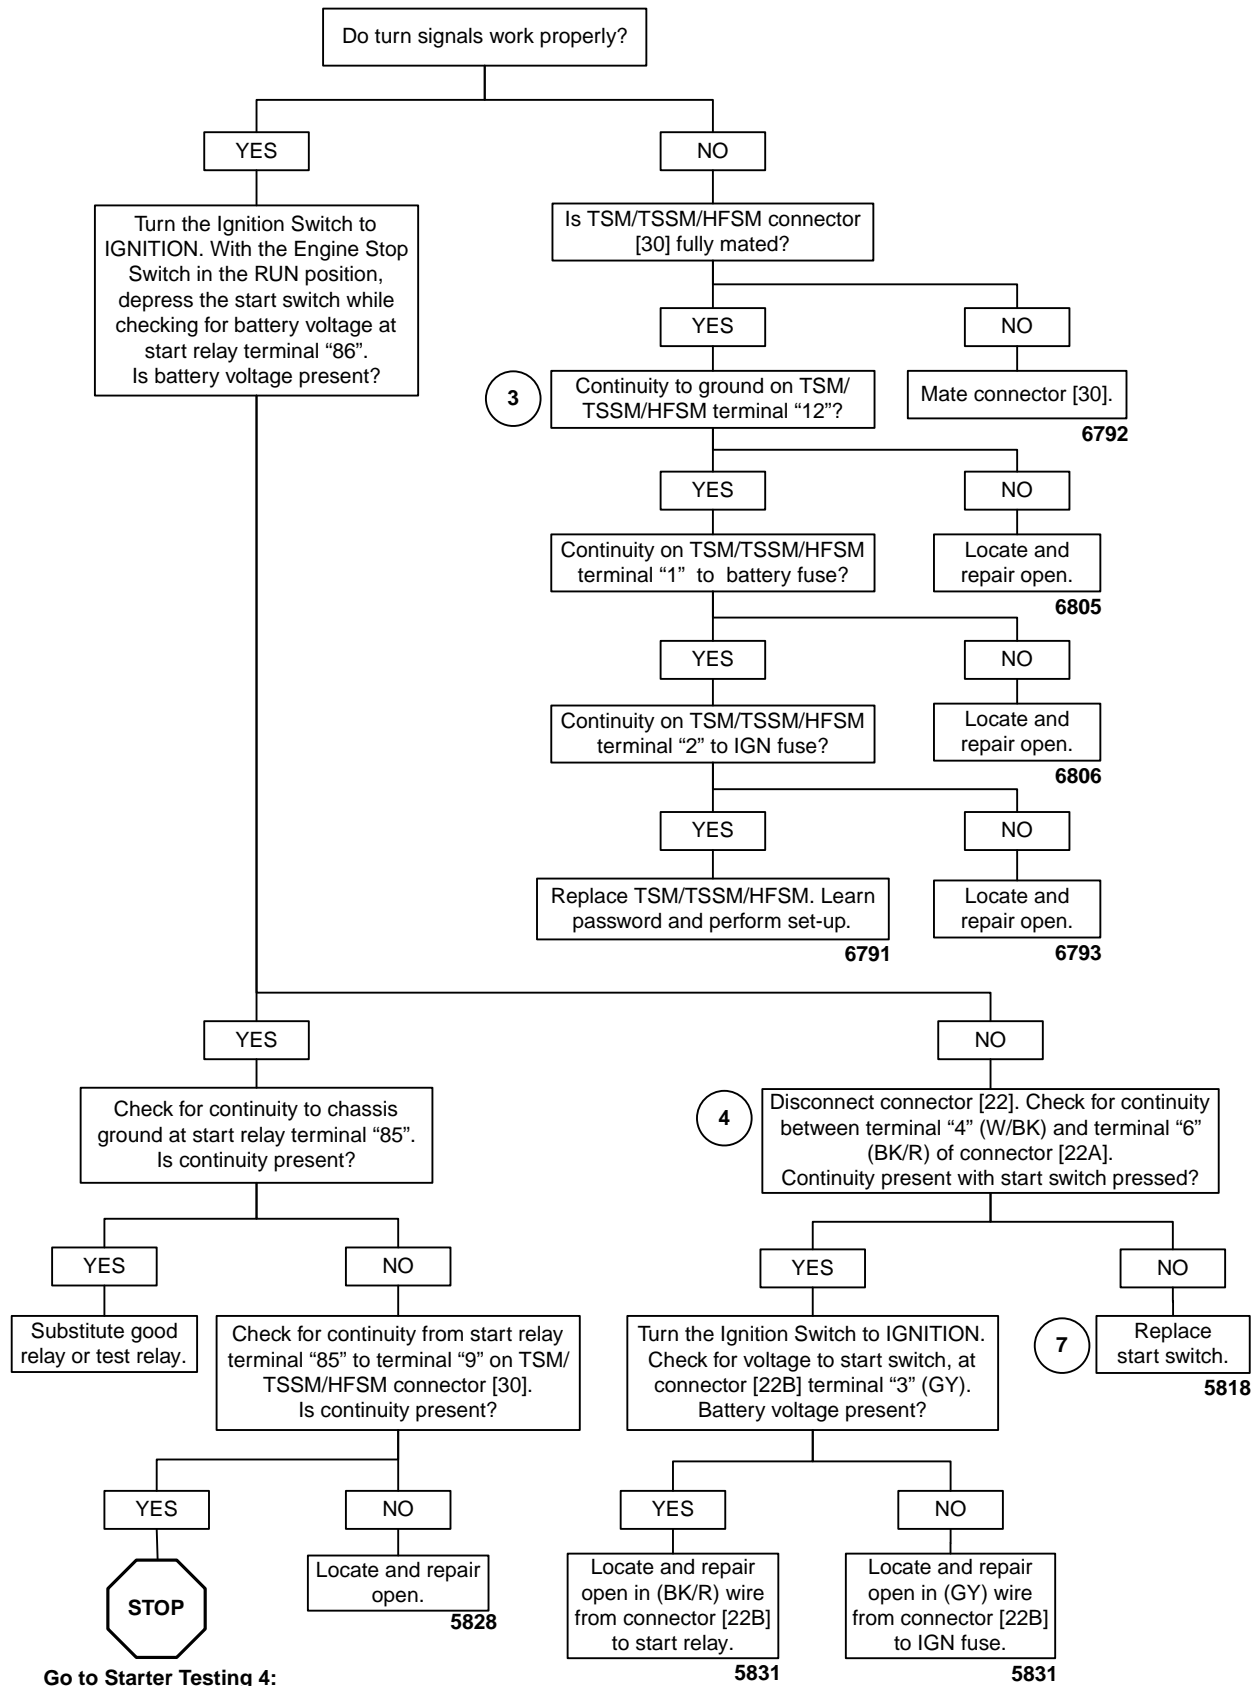 Do turn signals work properly?
YES
NO
Turn the Ignition Switch to
IGNITION. With the Engine Stop
Switch in the RUN position,
depress the start switch while
checking for battery voltage at
start relay terminal “86”.
Is battery voltage present?
Is TSM/TSSM/HFSM connector
[30] fully mated?
YES
NO
3
Continuity to ground on TSM/
TSSM/HFSM terminal “12”?
Mate connector [30].
6792
YES
NO
Continuity on TSM/TSSM/HFSM
terminal “1” to battery fuse?
Locate and
repair open.
6805
YES
NO
Continuity on TSM/TSSM/HFSM
terminal “2” to IGN fuse?
Locate and
repair open.
6806
YES
NO
Replace TSM/TSSM/HFSM. Learn
password and perform set-up.
6791
Locate and
repair open.
6793
YES
NO
Check for continuity to chassis
ground at start relay terminal “85”.
Is continuity present?
4
Disconnect connector [22]. Check for continuity
between terminal “4” (W/BK) and terminal “6”
(BK/R) of connector [22A].
Continuity present with start switch pressed?
YES
NO
YES
NO
Substitute good
relay or test relay.
Check for continuity from start relay
terminal “85” to terminal “9” on TSM/
TSSM/HFSM connector [30].
Is continuity present?
Turn the Ignition Switch to IGNITION.
Check for voltage to start switch, at
connector [22B] terminal “3” (GY).
Battery voltage present?
7
Replace
start switch.
5818
YES
NO
YES
NO
STOP
Go to Starter Testing 4:
Locate and repair
open.
5828
Locate and repair
open in (BK/R) wire
from connector [22B]
to start relay.
5831
Locate and repair
open in (GY) wire
from connector [22B]
to IGN fuse.
5831